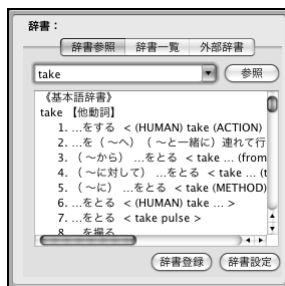 辞書：
辞書参照 辞書一覧 外部辞書
take 参照
《基本語辞書》
take 【他動詞】
1. …をする < (HUMAN) take (ACTION)
2. …を（～へ）（～と一緒に）連れて行
3. （～から）…をとる < take … (from
4. （～に対して）…をとる < take … (t
5. （～に）…をとる < take (METHOD)
6. …をとる < (HUMAN) take … >
7. …をとる < take pulse >
8. …を撮る
辞書登録 辞書設定